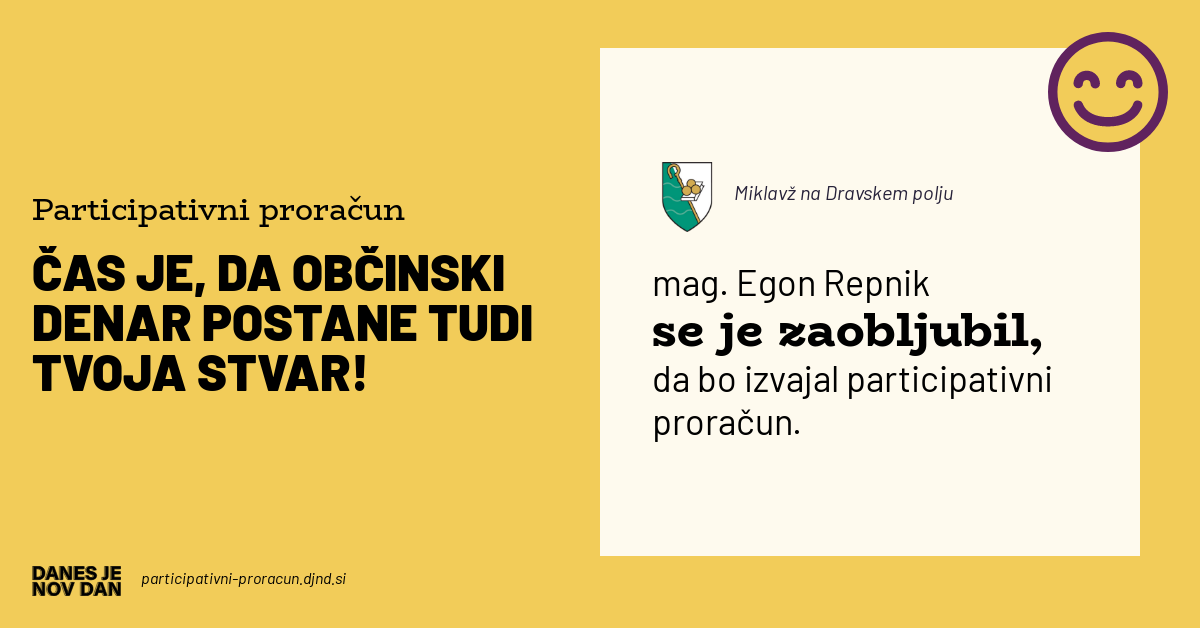 Participativni proračun
ČAS JE, DA OBČINSKI
DENAR POSTANE TUDI
TVOJA STVAR!
DANES JE
NOV DAN
participativni-proracun.djnd.si
Miklavž na Dravskem polju
mag. Egon Repnik
se je zaobljubil,
da bo izvajal participativni
proračun.